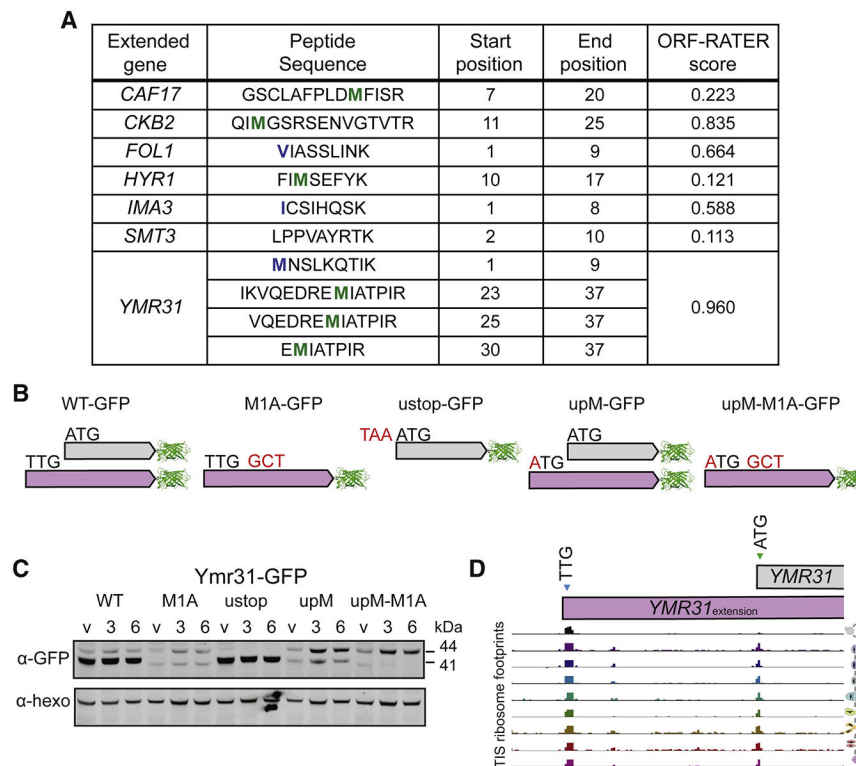 A
Extended gene Peptide Sequence Start position End position ORF-RATER score
CAF17 GSCLAFPLDMFISR 7 20 0.223
CKB2 QIMGSRSENVGTVTR 11 25 0.835
FOL1 VIASSLINK 1 9 0.664
HYR1 FIMSEFYK 10 17 0.121
IMA3 ICSIHQSK 1 8 0.588
SMT3 LPPVAYRTK 2 10 0.113
YMR31 MNSLKQTIK 1 9 0.960
IKVQEDREMIATPIR 23 37
VQEDREMIATPIR 25 37
EMIATPIR 30 37
B
WT-GFP M1A-GFP ustop-GFP upM-GFP upM-M1A-GFP
ATG TAA ATG ATG
TTG TTG GCT ATG ATG GCT
C
Ymr31-GFP
WT M1A ustop upM upM-M1A
v 3 6 v 3 6 v 3 6 v 3 6 v 3 6 kDa
α-GFP 44
41
α-hexo
D
TTG ATG
YMR31
YMR31extension
TIS ribosome footprints